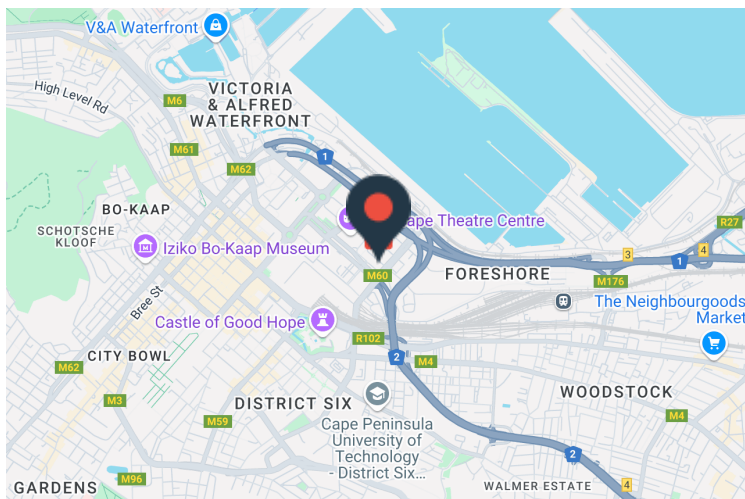 V&A Waterfront
High Level Rd
VICTORIA
& ALFRED
WATERFRONT
M6
M61
M62
1
BO-KAAP
SCHOTSCHE
KLOOF
Iziko Bo-Kaap Museum
ape Theatre Centre
R27
4
3
1
M60
FORESHORE
M176
Bree St
The Neighbourgoods
Market
Castle of Good Hope
R102
CITY BOWL
M62
2
M4
M3
M59
DISTRICT SIX
WOODSTOCK
M4
Cape Peninsula
University of
Technology
- District Six...
2
M96
GARDENS
WALMER ESTATE
4